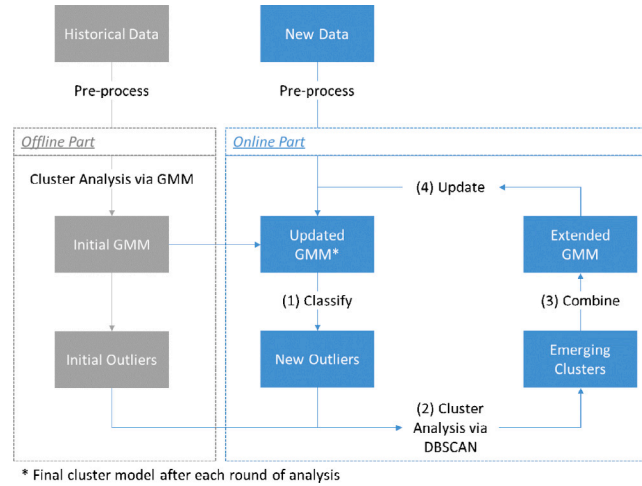 Historical Data
New Data
Pre-process
Pre-process
Offline Part
Online Part
Cluster Analysis via GMM
(4) Update
Initial GMM
Updated
GMM*
Extended
GMM
(1) Classify
(3) Combine
Initial Outliers
New Outliers
Emerging
Clusters
(2) Cluster
Analysis via
DBSCAN
* Final cluster model after each round of analysis